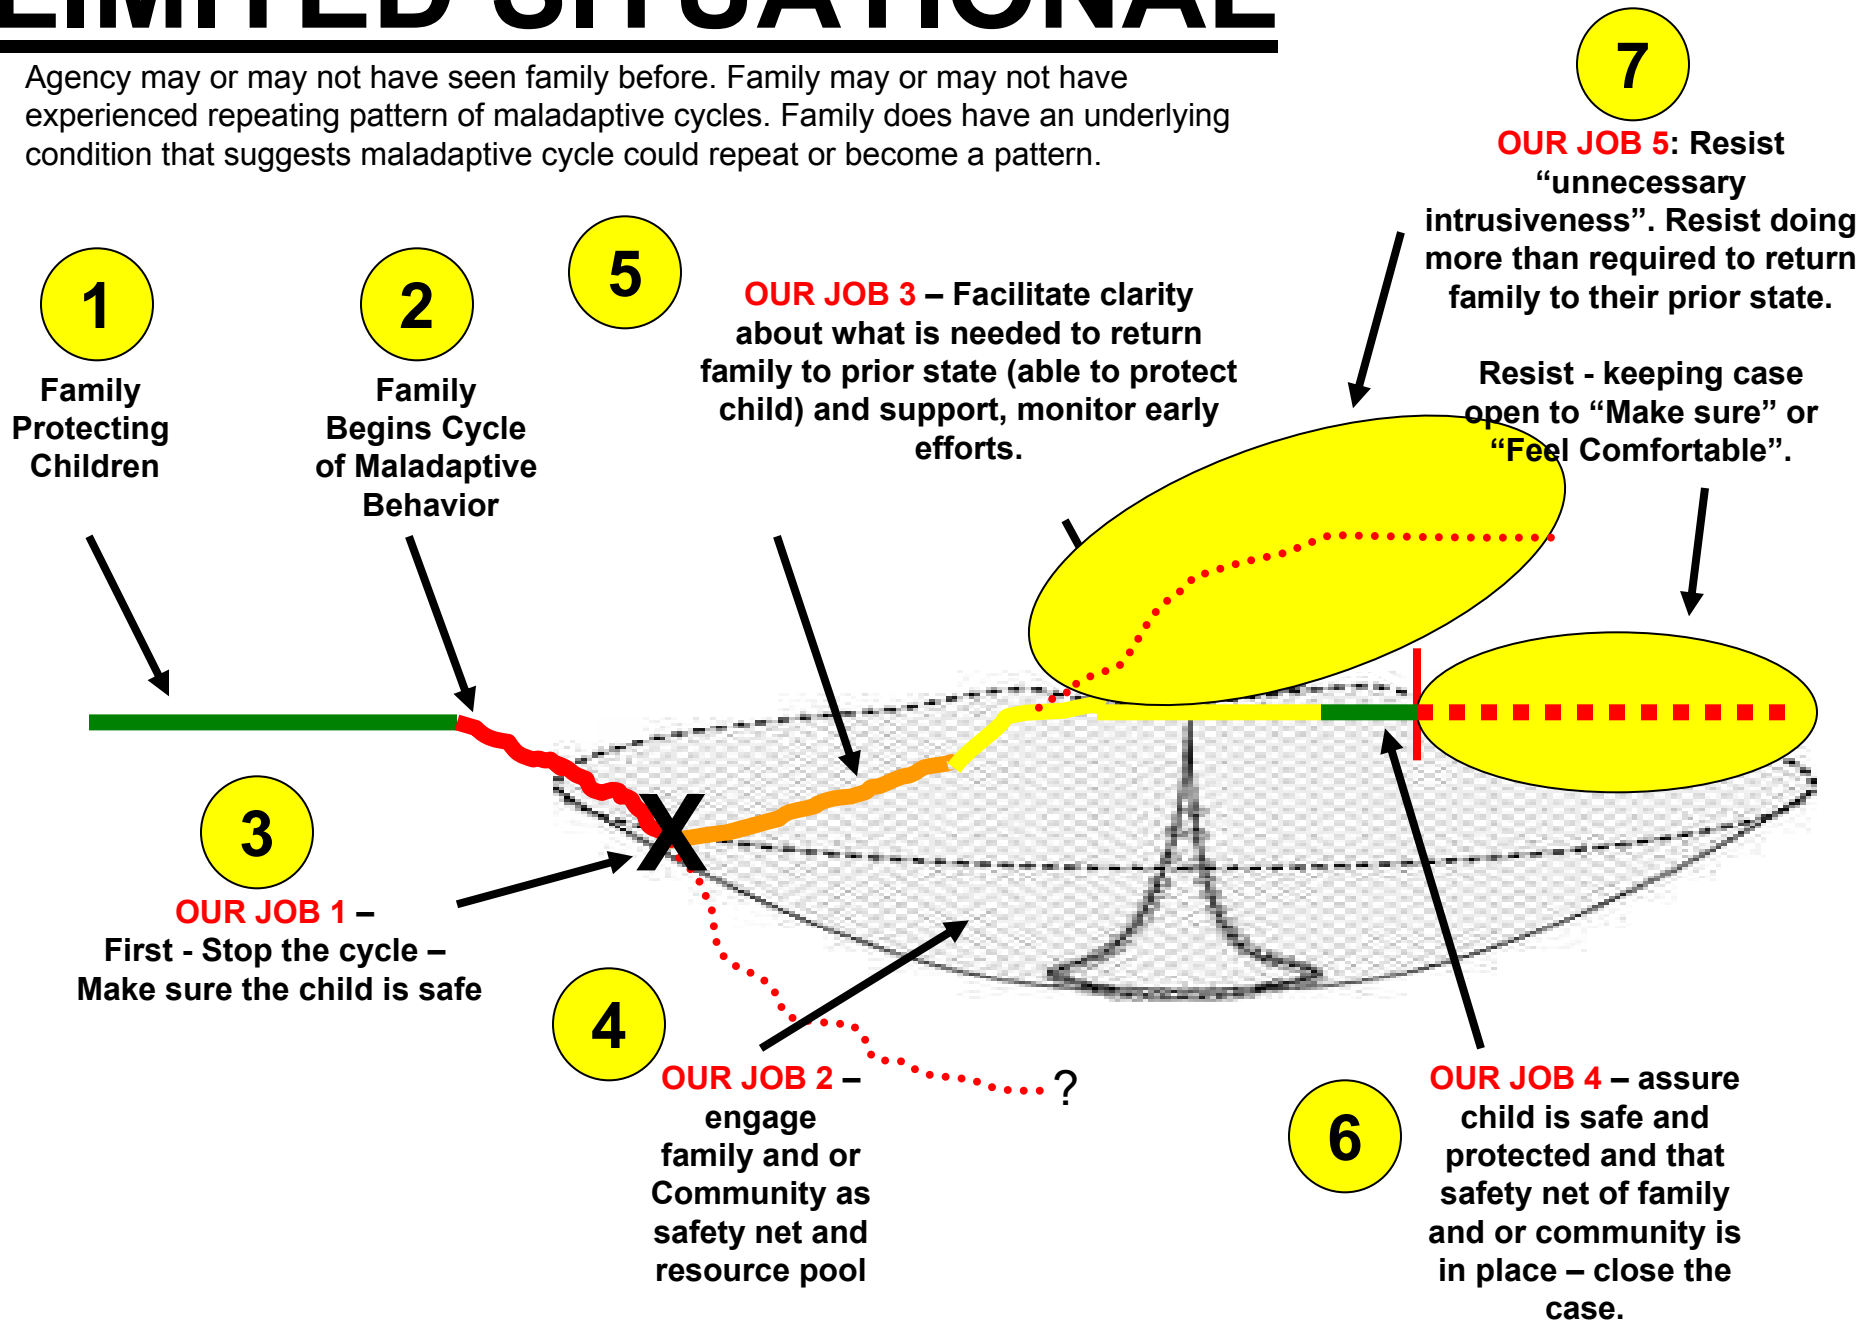 LIMITED SITUATIONAL
Agency may or may not have seen family before. Family may or may not have
experienced repeating pattern of maladaptive cycles. Family does have an underlying
condition that suggests maladaptive cycle could repeat or become a pattern.
1
Family
Protecting
Children
2
Family
Begins Cycle
of Maladaptive
Behavior
5
OUR JOB 3 – Facilitate clarity
about what is needed to return
family to prior state (able to protect
child) and support, monitor early
efforts.
7
OUR JOB 5: Resist
“unnecessary
intrusiveness”. Resist doing
more than required to return
family to their prior state.
Resist - keeping case
open to “Make sure” or
“Feel Comfortable”.
3
OUR JOB 1 –
First - Stop the cycle –
Make sure the child is safe
X
4
OUR JOB 2 –
engage
family and or
Community as
safety net and
resource pool
?
6
OUR JOB 4 – assure
child is safe and
protected and that
safety net of family
and or community is
in place – close the
case.